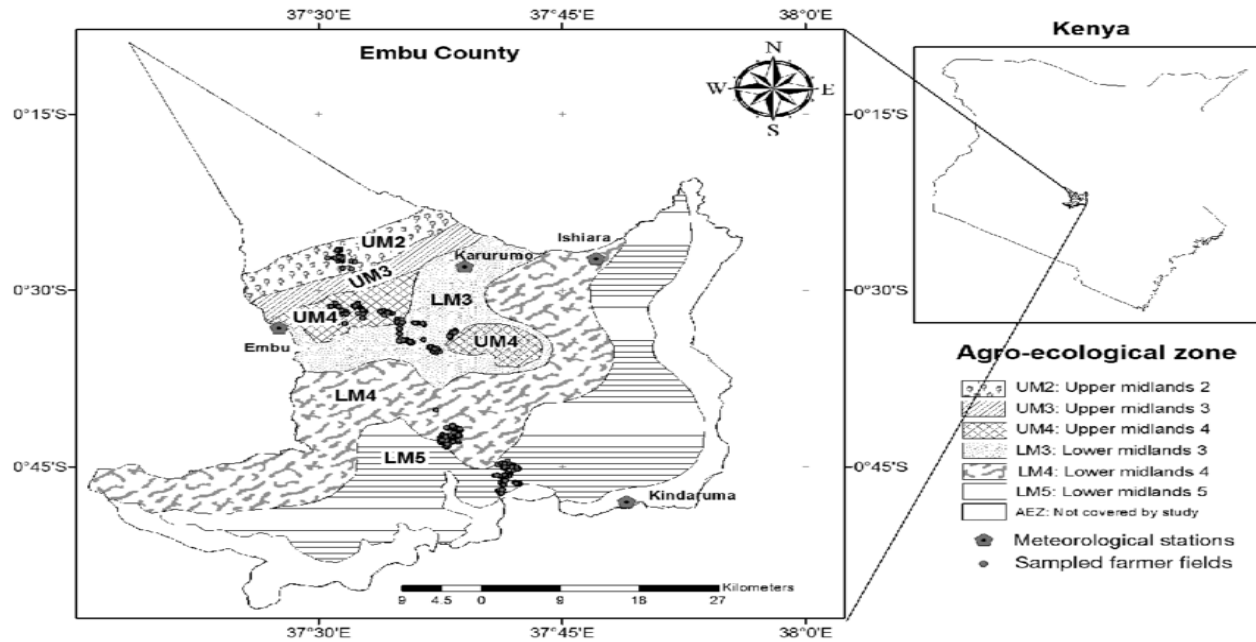 37°30'E 37°45'E 38°0'E
Kenya
Embu County
N
W E
S
0°15'S 0°15'S
UM2
Ishiara
Karurumo
UM3
0°30'S 0°30'S
LM3
UM4
Embu
UM4
LM4
LM5
0°45'S 0°45'S
Kindaruma
Kilometers
9 4.5 0 9 18 27
37°30'E 37°45'E 38°0'E
Agro-ecological zone
UM2: Upper midlands 2
UM3: Upper midlands 3
UM4: Upper midlands 4
LM3: Lower midlands 3
LM4: Lower midlands 4
LM5: Lower midlands 5
AEZ: Not covered by study
Meteorological stations
Sampled farmer fields